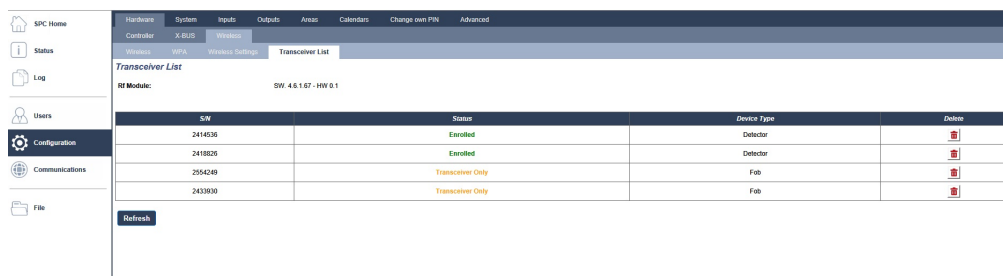 SPC Home
Status
Log
Users
Configuration
Communications
File
Hardware System Inputs Outputs Areas Calendars Change own PIN Advanced
Controller X-BUS Wireless
Wireless WPA Wireless Settings Transceiver List
Transceiver List
Rf Module: SW. 4.6.1.67 - HW 0.1
S/N Status Device Type Delete
2414536 Enrolled Detector
2418826 Enrolled Detector
2554249 Transceiver Only Fob
2433930 Transceiver Only Fob
Refresh